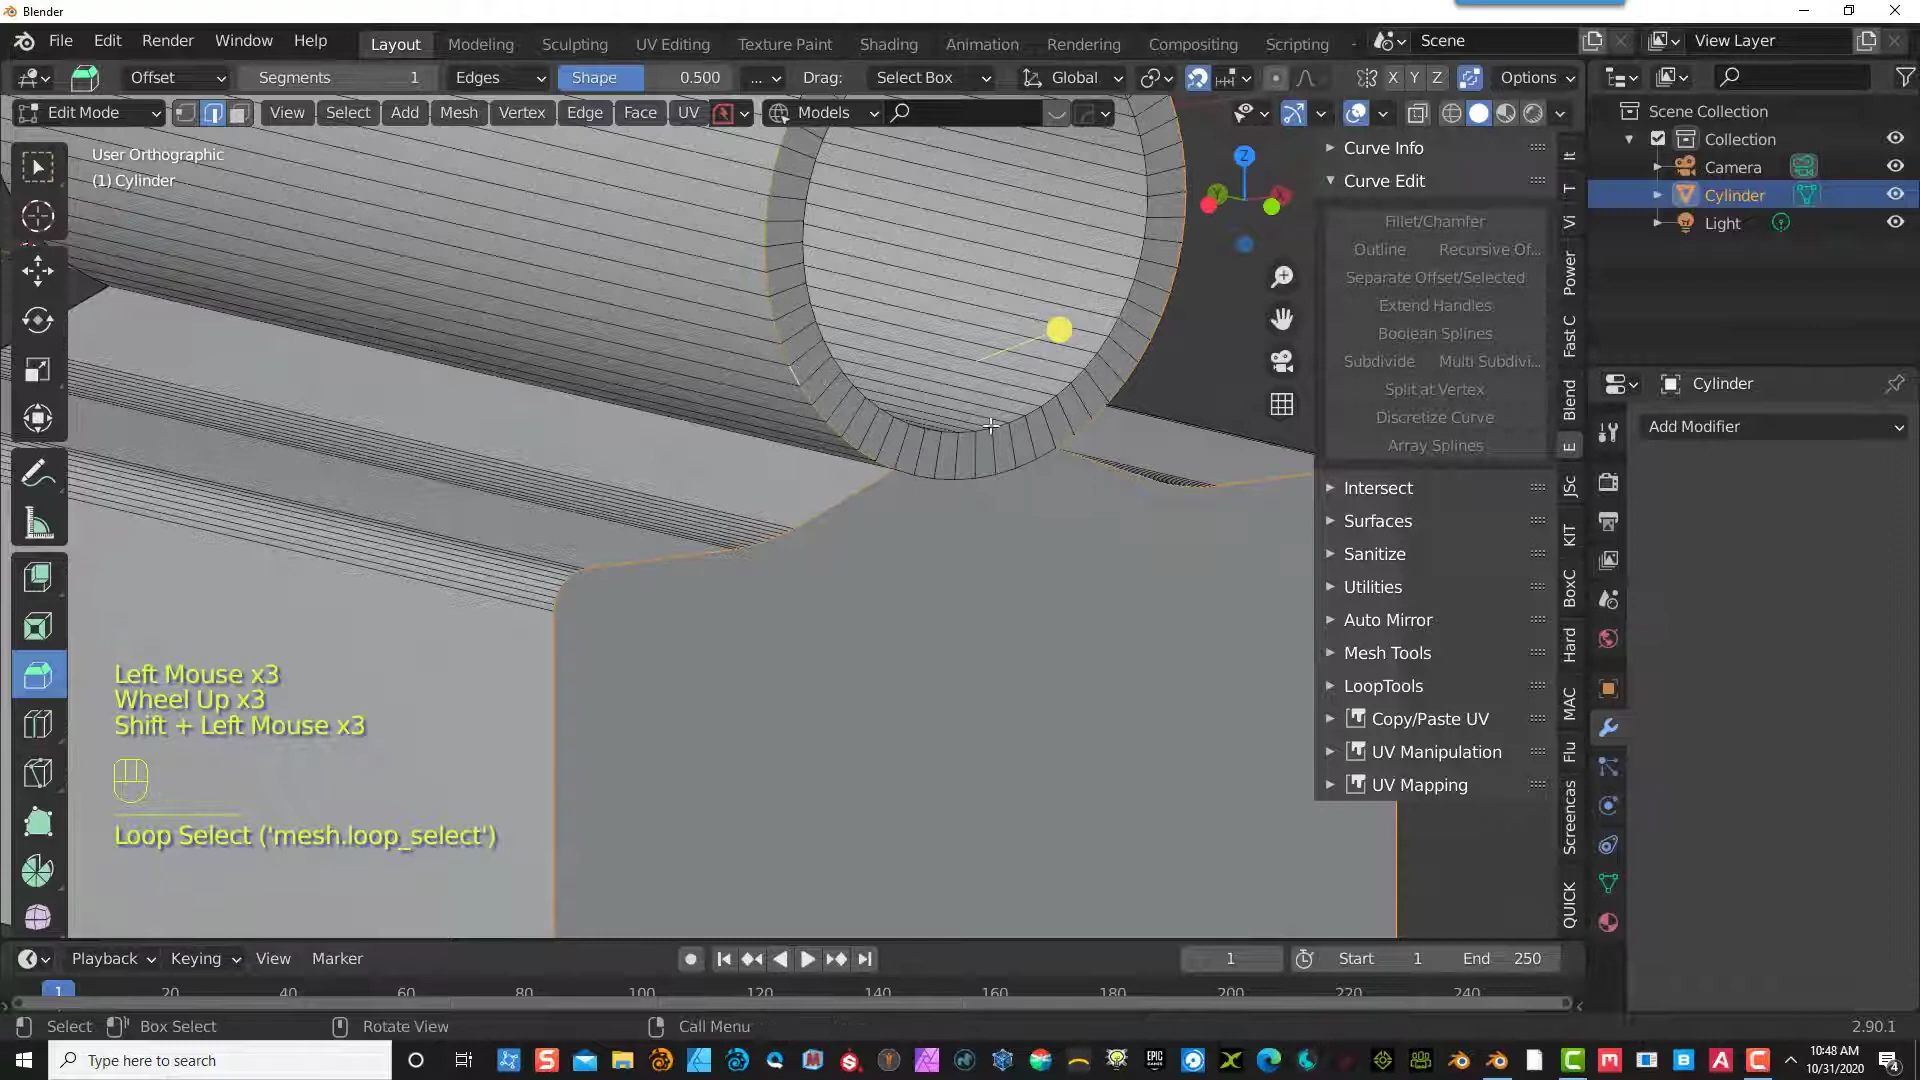 Blender
File Edit Render Window Help
Layout Modeling Sculpting UV Editing Texture Paint Shading Animation Rendering Compositing Scripting
Scene
View Layer
Offset Segments 1 Edges Shape 0.500 ... Drag: Select Box Global X Y Z Options
Edit Mode View Select Add Mesh Vertex Edge Face UV Models
User Orthographic
(1) Cylinder
Z
Curve Info
Curve Edit
Fillet/Chamfer
Outline Recursive Of...
Separate Offset/Selected
Extend Handles
Boolean Splines
Subdivide Multi Subdivi...
Split at Vertex
Discretize Curve
Array Splines
Intersect
Surfaces
Sanitize
Utilities
Auto Mirror
Mesh Tools
LoopTools
Copy/Paste UV
UV Manipulation
UV Mapping
It
T
Vi
Power
Fast C
Blend
E
JSc
KIT
BoxC
Hard
MAC
Flu
Screencas
QUICK
Scene Collection
Collection
Camera
Cylinder
Light
Cylinder
Add Modifier
Left Mouse x3
Wheel Up x3
Shift + Left Mouse x3
Loop Select ('mesh.loop_select')
Playback Keying View Marker
1 Start 1 End 250
1 20 40 60 80 100 120 140 160 180 200 220 240
Select Box Select Rotate View Call Menu 2.90.1
Type here to search
10:48 AM
10/31/2020
4